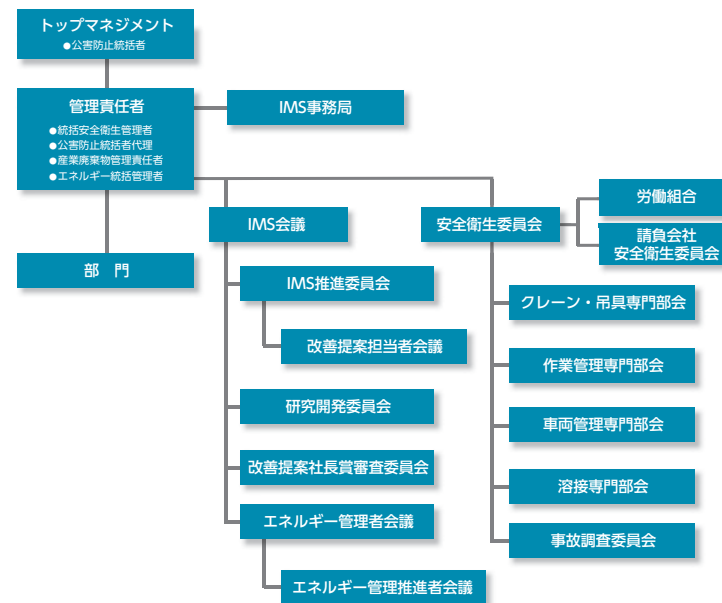 トップマネジメント
●公害防止統括者
管理責任者
●統括安全衛生管理者
●公害防止統括者代理
●産業廃棄物管理責任者
●エネルギー統括管理者
IMS事務局
部　門
IMS会議
IMS推進委員会
改善提案担当者会議
研究開発委員会
改善提案社長賞審査委員会
エネルギー管理者会議
エネルギー管理推進者会議
安全衛生委員会
労働組合
請負会社
安全衛生委員会
クレーン・吊具専門部会
作業管理専門部会
車両管理専門部会
溶接専門部会
事故調査委員会